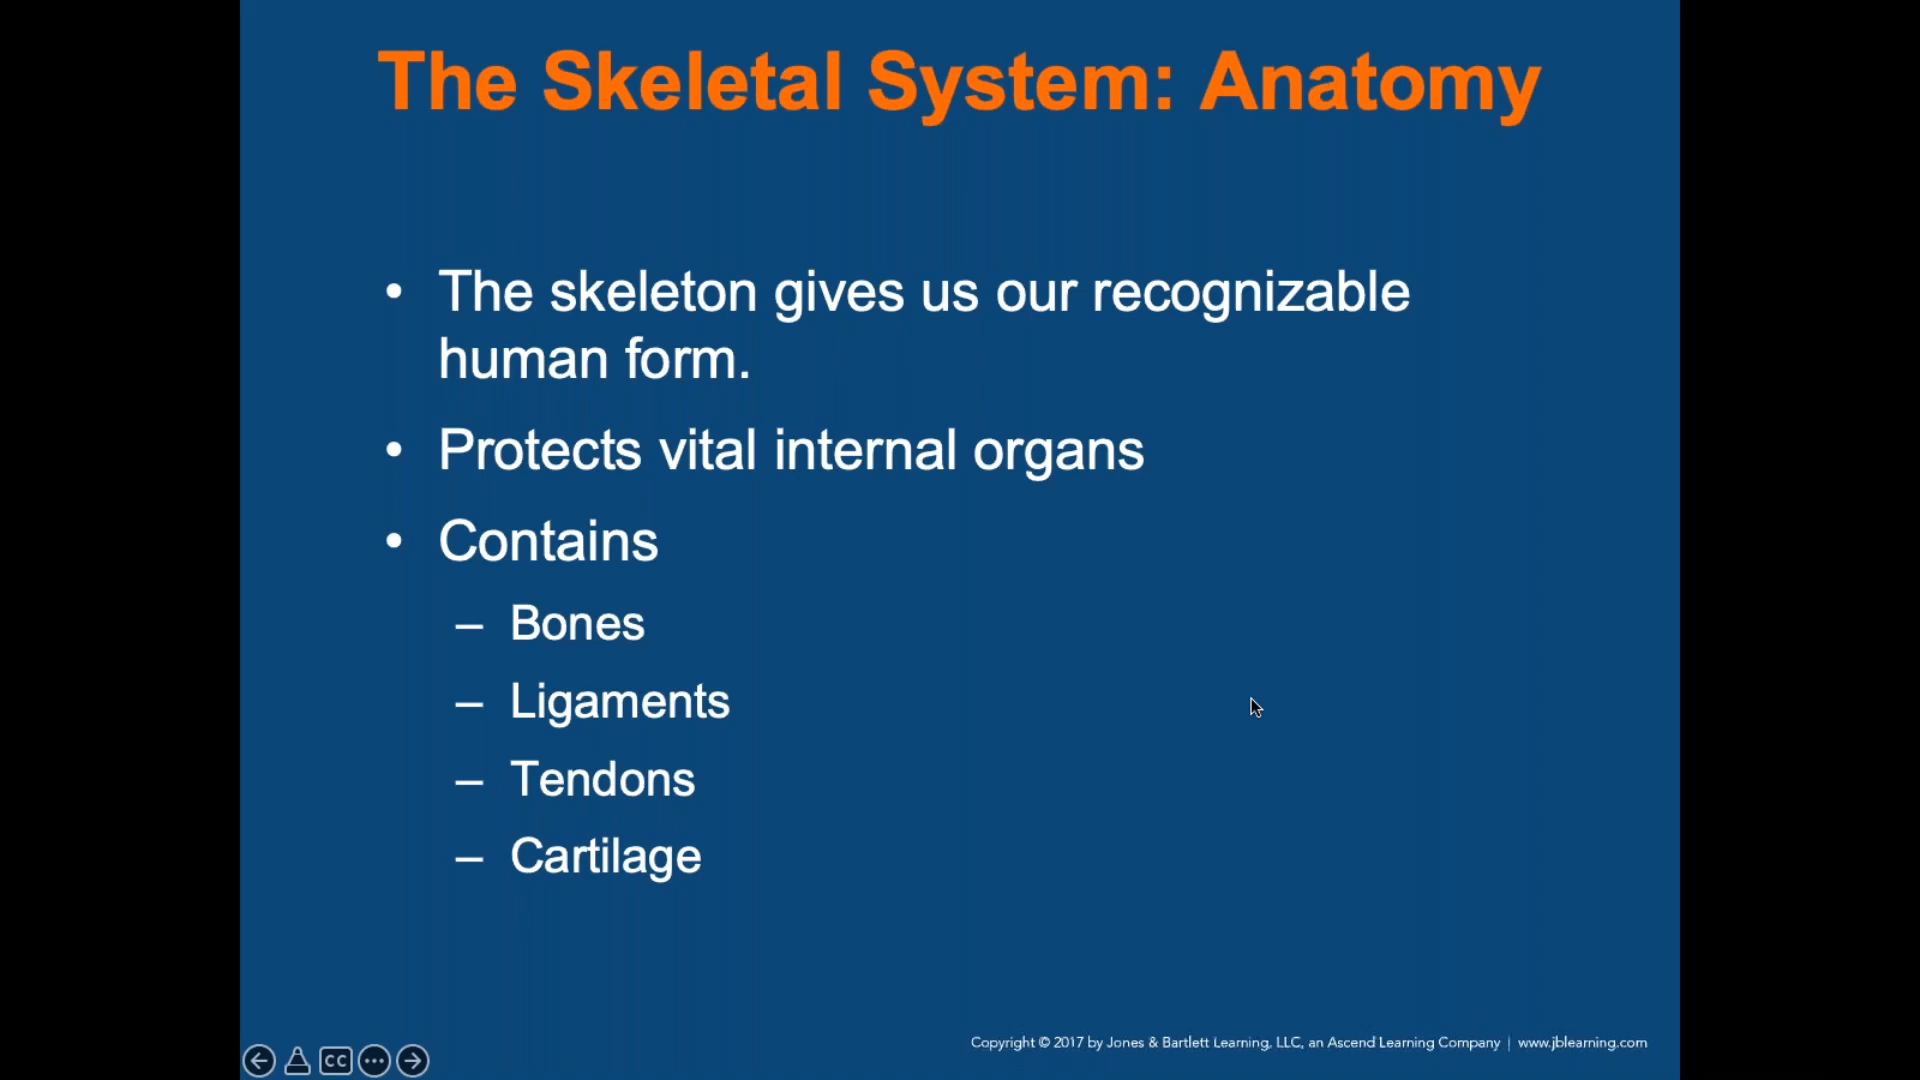 The Skeletal System: Anatomy
• The skeleton gives us our recognizable
human form.
• Protects vital internal organs
• Contains
– Bones
– Ligaments
– Tendons
– Cartilage
Copyright © 2017 by Jones & Bartlett Learning, LLC, an Ascend Learning Company | www.jblearning.com
CC